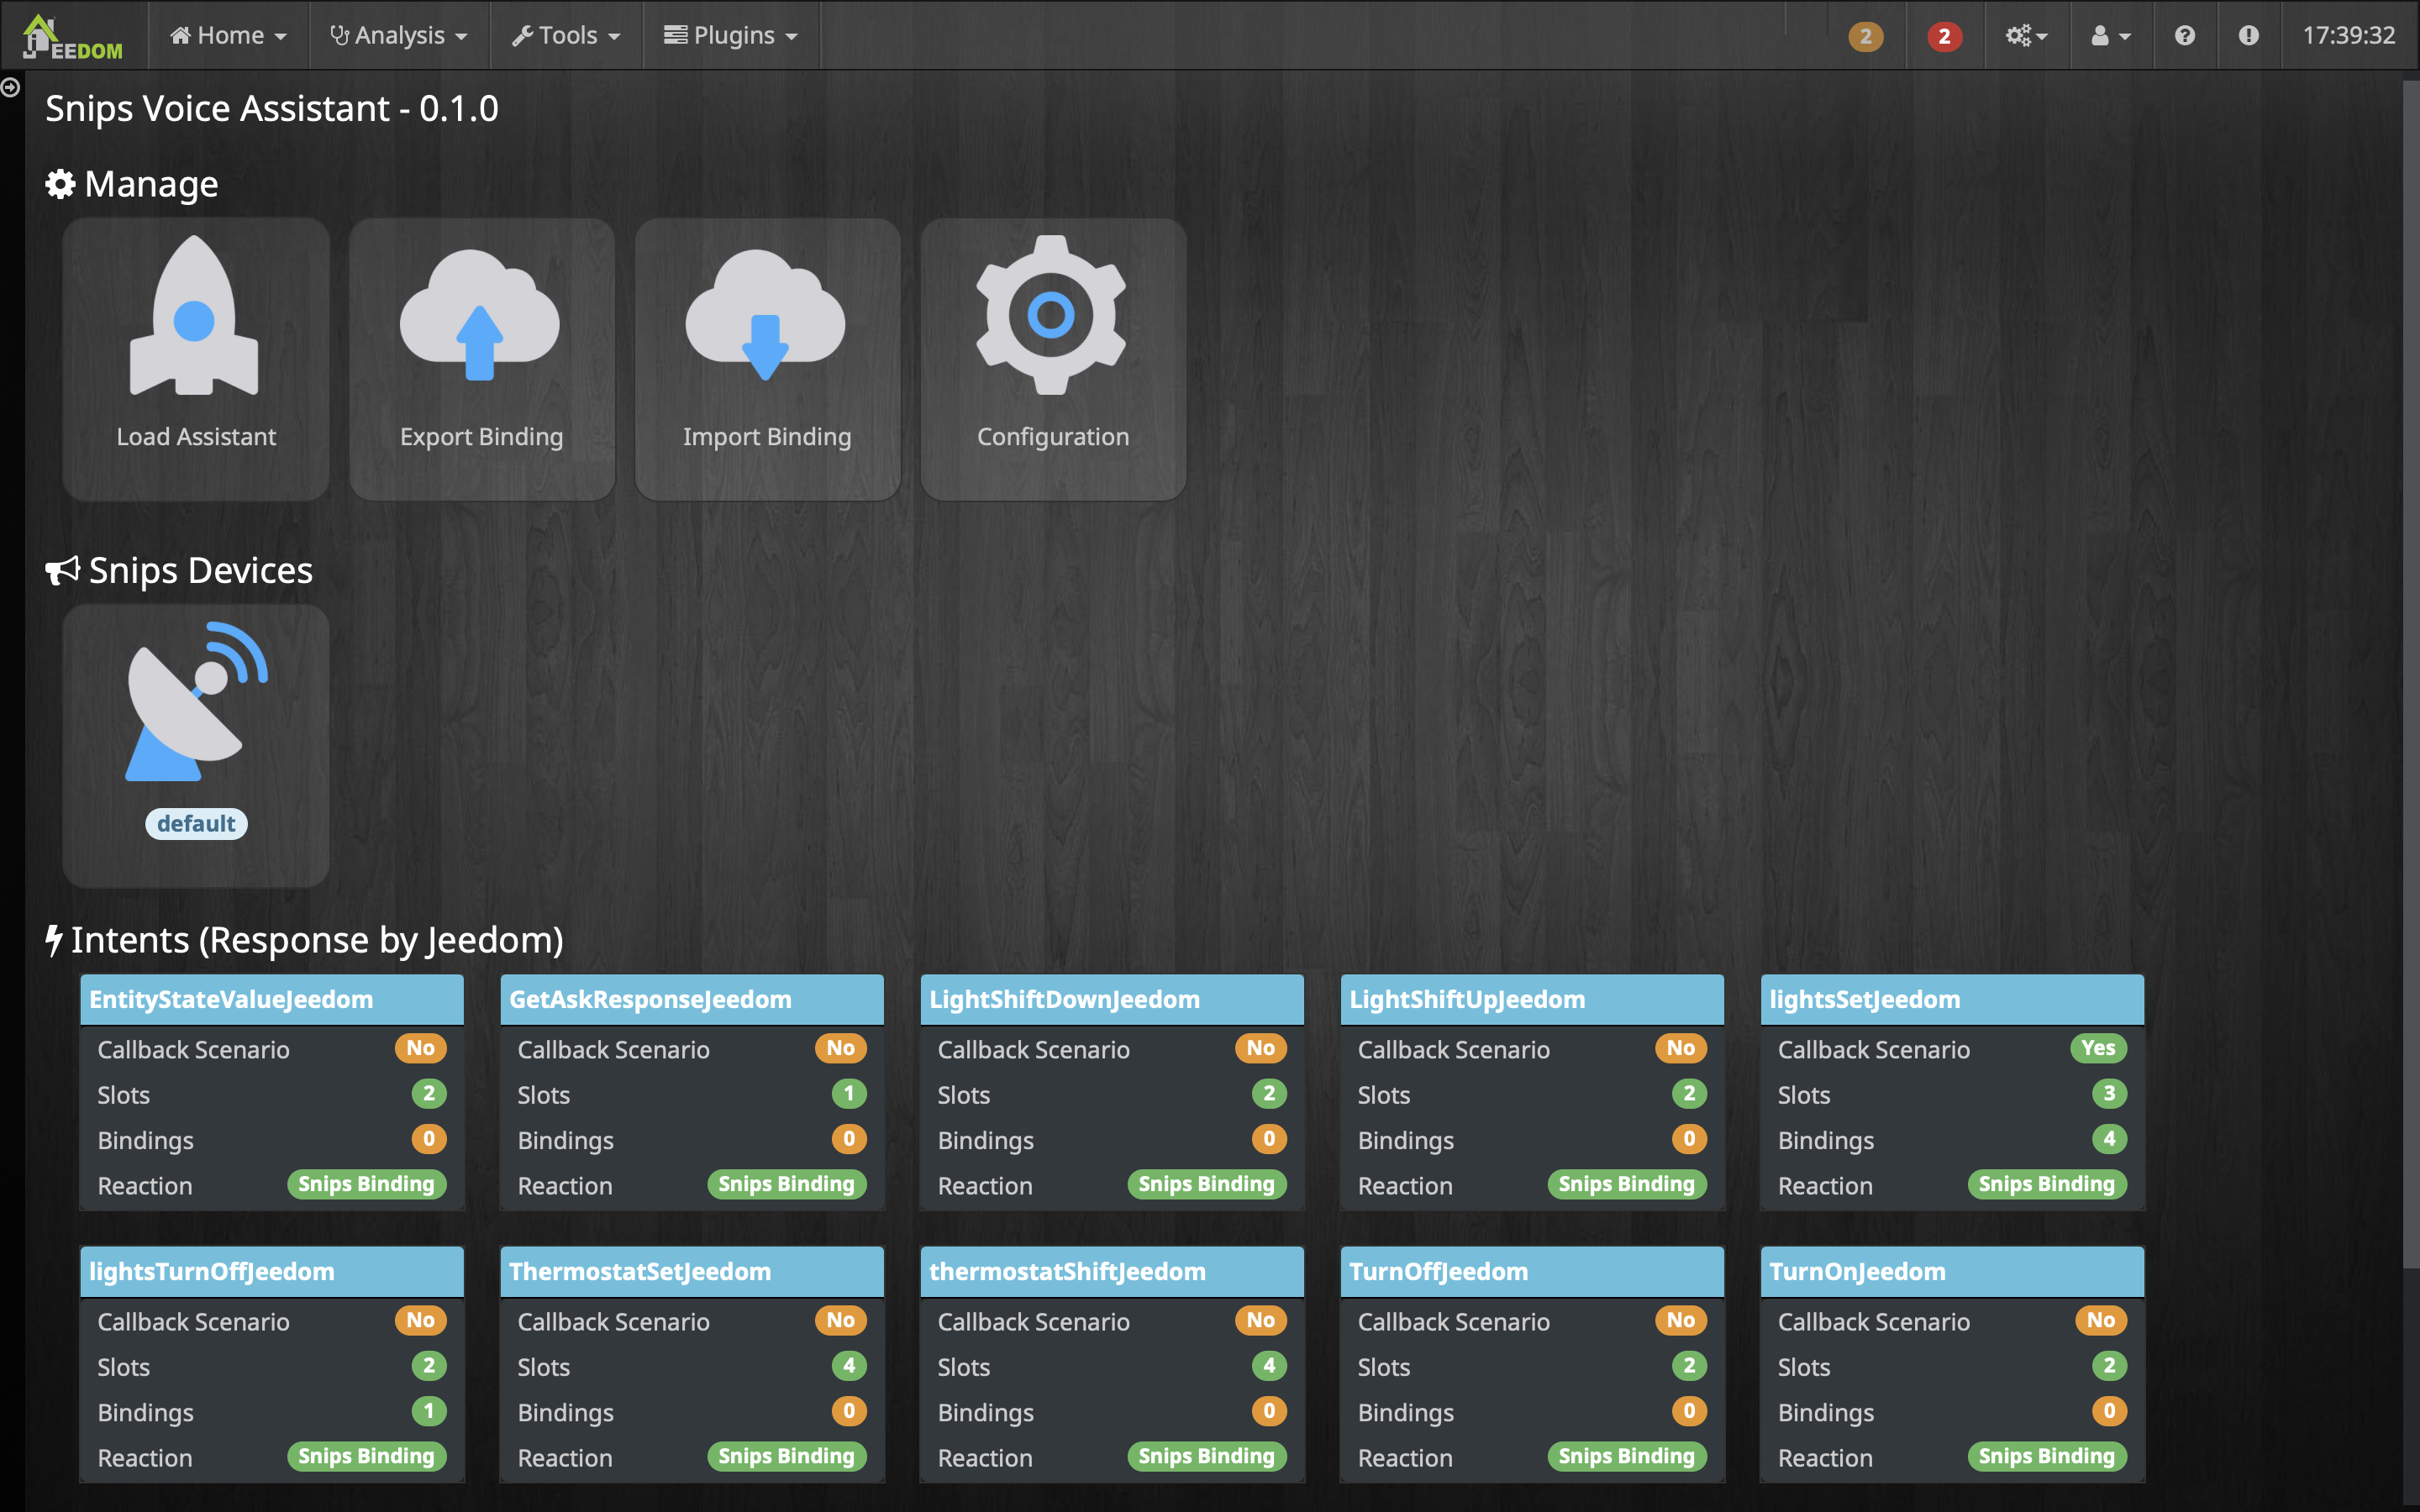 JEEDOM Home Analysis Tools Plugins 2 2 17:39:32
Snips Voice Assistant - 0.1.0
Manage
Load Assistant Export Binding Import Binding Configuration
Snips Devices
default
Intents (Response by Jeedom)
EntityStateValueJeedom GetAskResponseJeedom LightShiftDownJeedom LightShiftUpJeedom lightsSetJeedom
Callback Scenario No Callback Scenario No Callback Scenario No Callback Scenario No Callback Scenario Yes
Slots 2 Slots 1 Slots 2 Slots 2 Slots 3
Bindings 0 Bindings 0 Bindings 0 Bindings 0 Bindings 4
Reaction Snips Binding Reaction Snips Binding Reaction Snips Binding Reaction Snips Binding Reaction Snips Binding
lightsTurnOffJeedom ThermostatSetJeedom thermostatShiftJeedom TurnOffJeedom TurnOnJeedom
Callback Scenario No Callback Scenario No Callback Scenario No Callback Scenario No Callback Scenario No
Slots 2 Slots 4 Slots 4 Slots 2 Slots 2
Bindings 1 Bindings 0 Bindings 0 Bindings 0 Bindings 0
Reaction Snips Binding Reaction Snips Binding Reaction Snips Binding Reaction Snips Binding Reaction Snips Binding